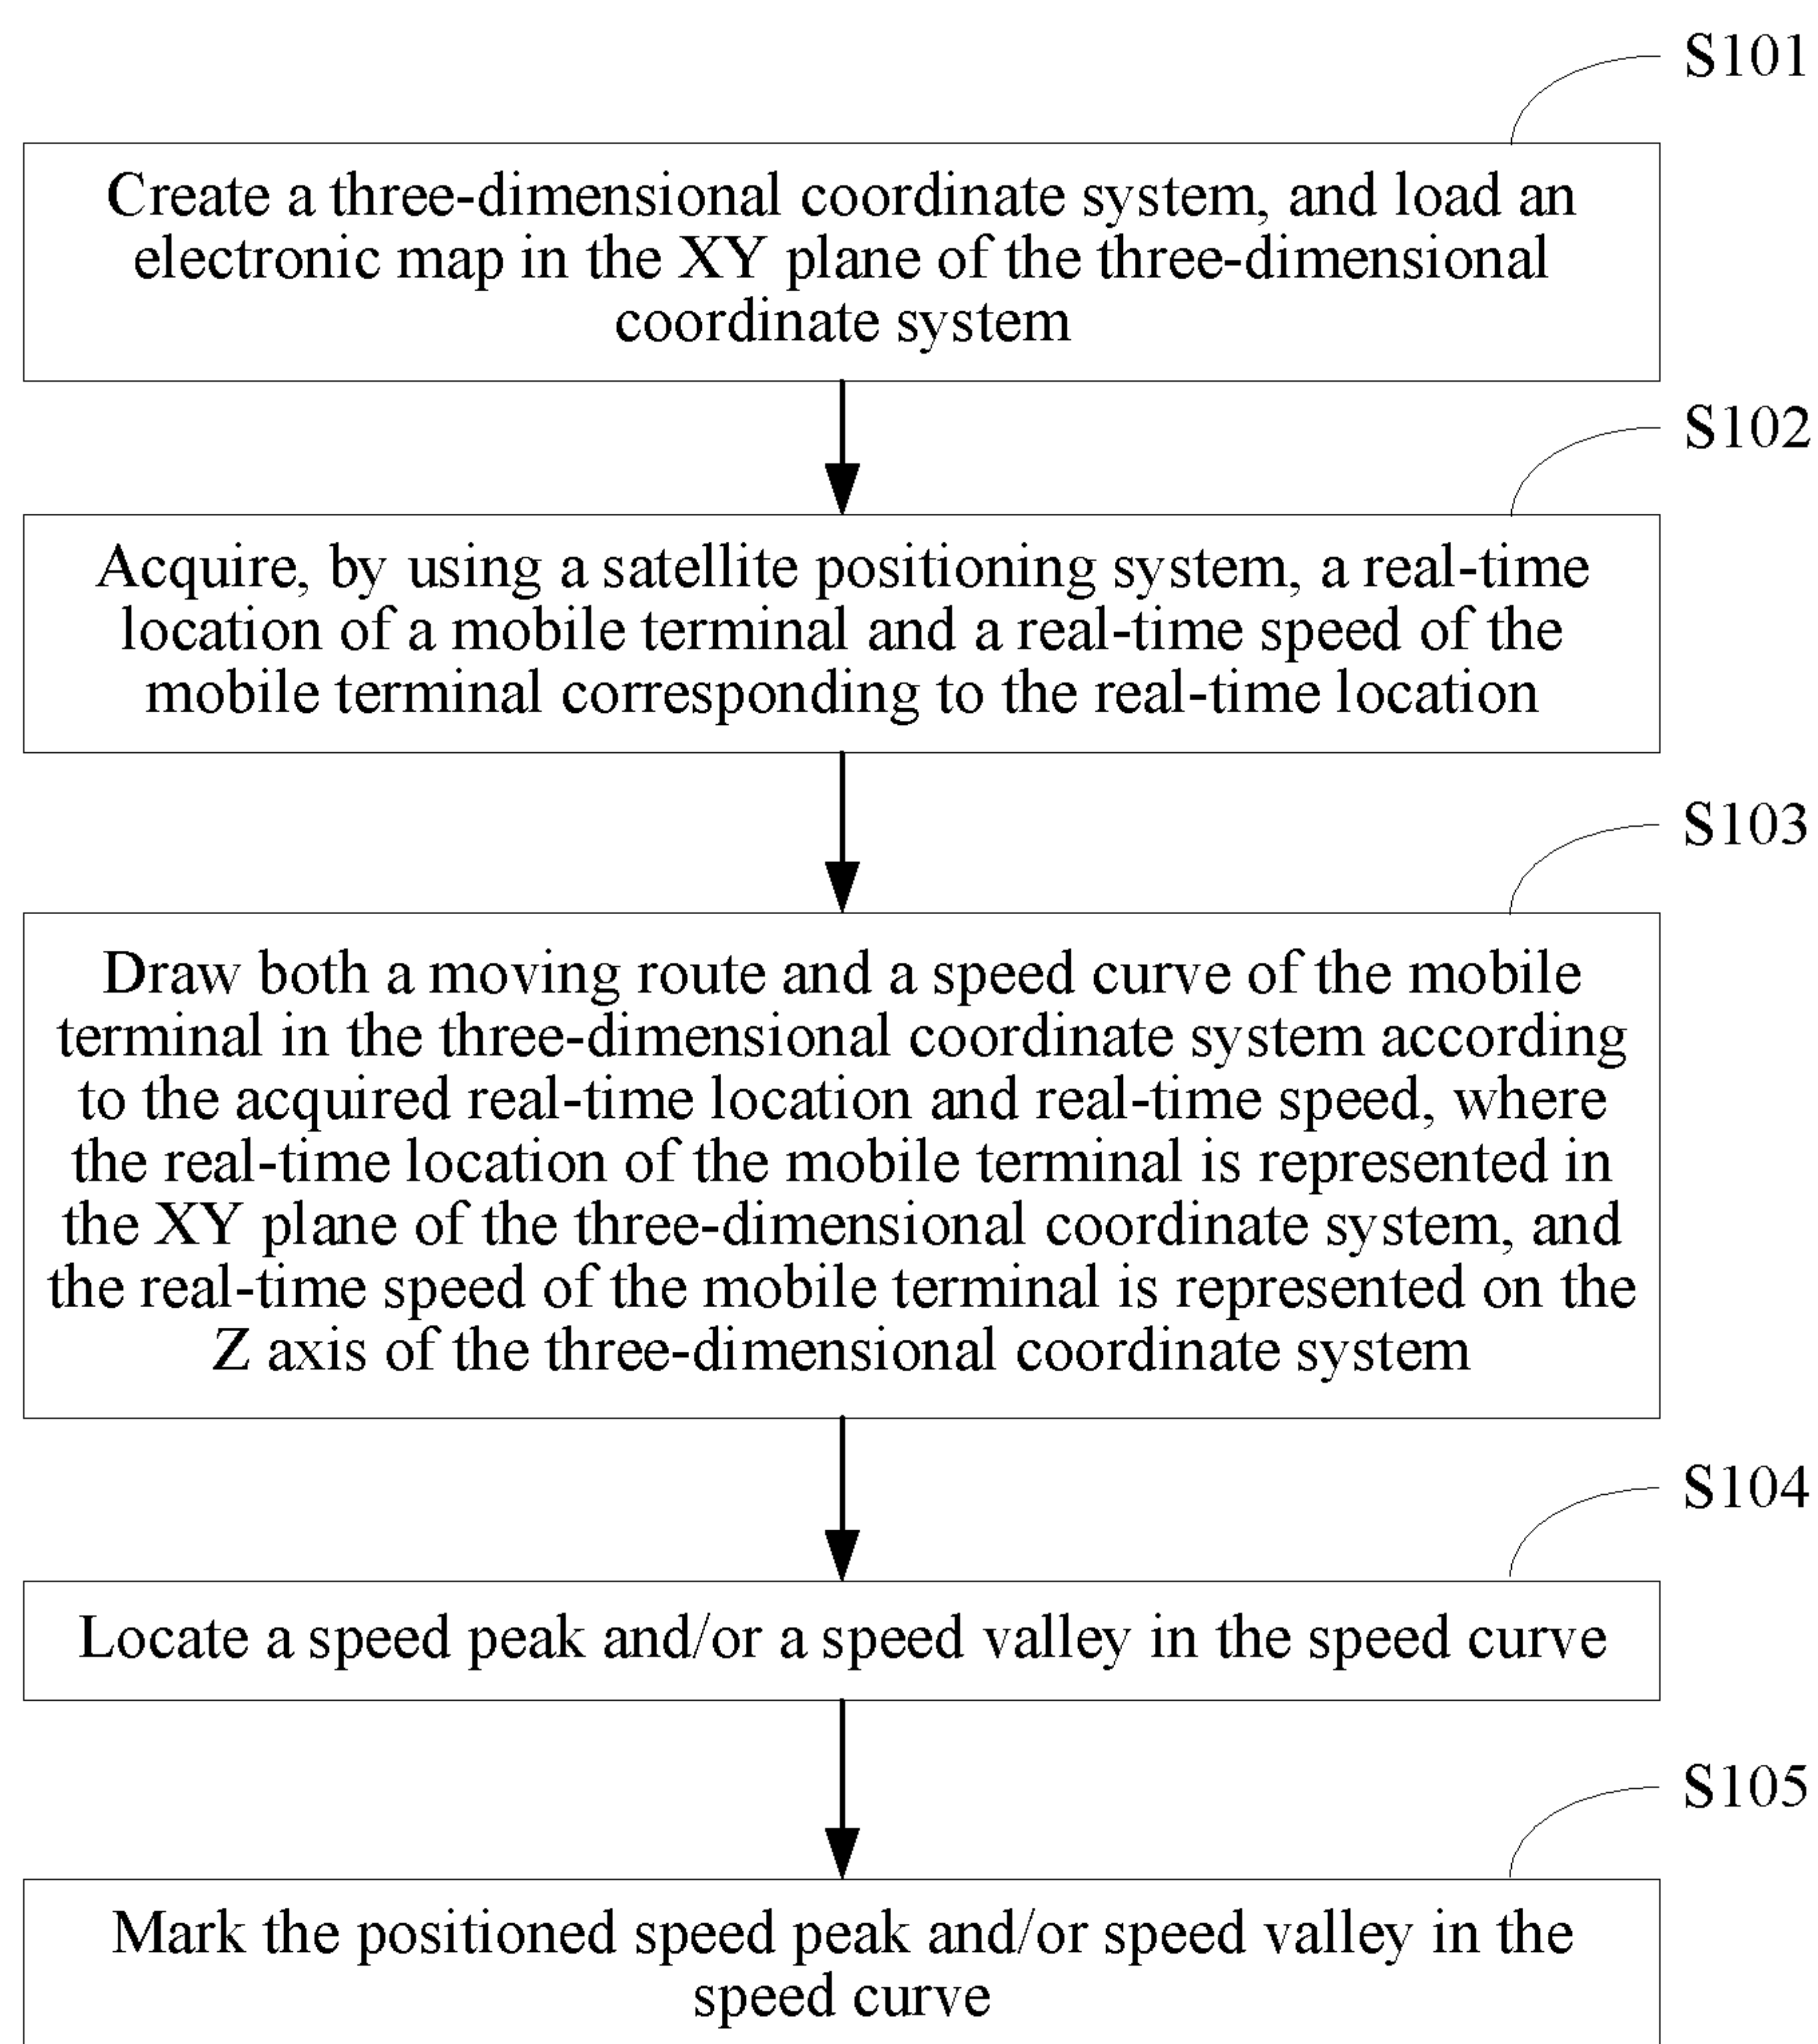 S101
Create a three-dimensional coordinate system, and load an
electronic map in the XY plane of the three-dimensional
coordinate system
S102
Acquire, by using a satellite positioning system, a real-time
location of a mobile terminal and a real-time speed of the
mobile terminal corresponding to the real-time location
S103
Draw both a moving route and a speed curve of the mobile
terminal in the three-dimensional coordinate system according
to the acquired real-time location and real-time speed, where
the real-time location of the mobile terminal is represented in
the XY plane of the three-dimensional coordinate system, and
the real-time speed of the mobile terminal is represented on the
Z axis of the three-dimensional coordinate system
S104
Locate a speed peak and/or a speed valley in the speed curve
S105
Mark the positioned speed peak and/or speed valley in the
speed curve